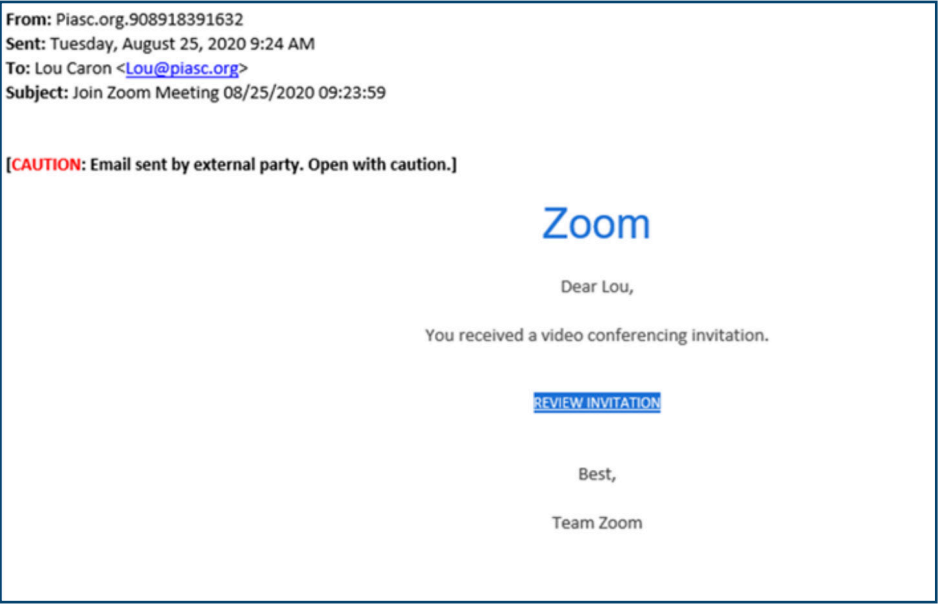 From: Piasc.org.908918391632
Sent: Tuesday, August 25, 2020 9:24 AM
To: Lou Caron <Lou@piasc.org>
Subject: Join Zoom Meeting 08/25/2020 09:23:59
[CAUTION: Email sent by external party. Open with caution.]
Zoom
Dear Lou,
You received a video conferencing invitation.
REVIEW INVITATION
Best,
Team Zoom